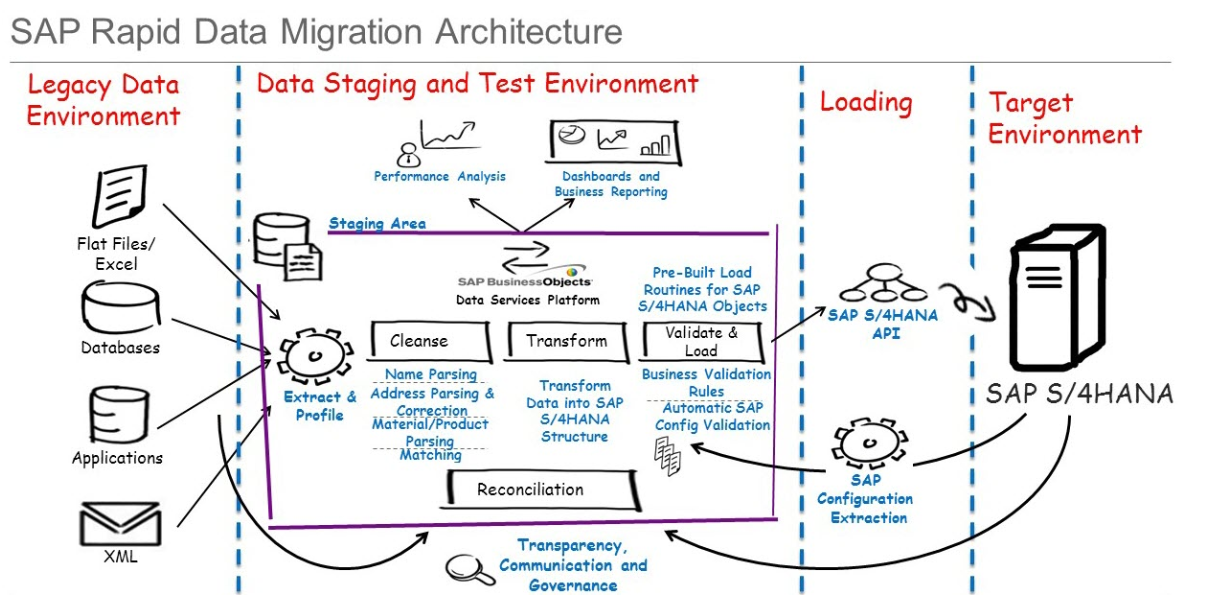 SAP Rapid Data Migration Architecture
Legacy Data
Environment
Flat Files/
Excel
Databases
Applications
XML
Data Staging and Test Environment
Performance Analysis
Dashboards and
Business Reporting
Staging Area
SAP BusinessObjects
Data Services Platform
Pre-Built Load
Routines for SAP
S/4HANA Objects
Extract &
Profile
Cleanse
Name Parsing
Address Parsing &
Correction
Material/Product
Parsing
Matching
Transform
Transform
Data into SAP
S/4HANA
Structure
Validate &
Load
Business Validation
Rules
Automatic SAP
Config Validation
Reconciliation
Transparency,
Communication and
Governance
Loading
SAP S/4HANA
API
SAP
Configuration
Extraction
Target
Environment
SAP S/4HANA